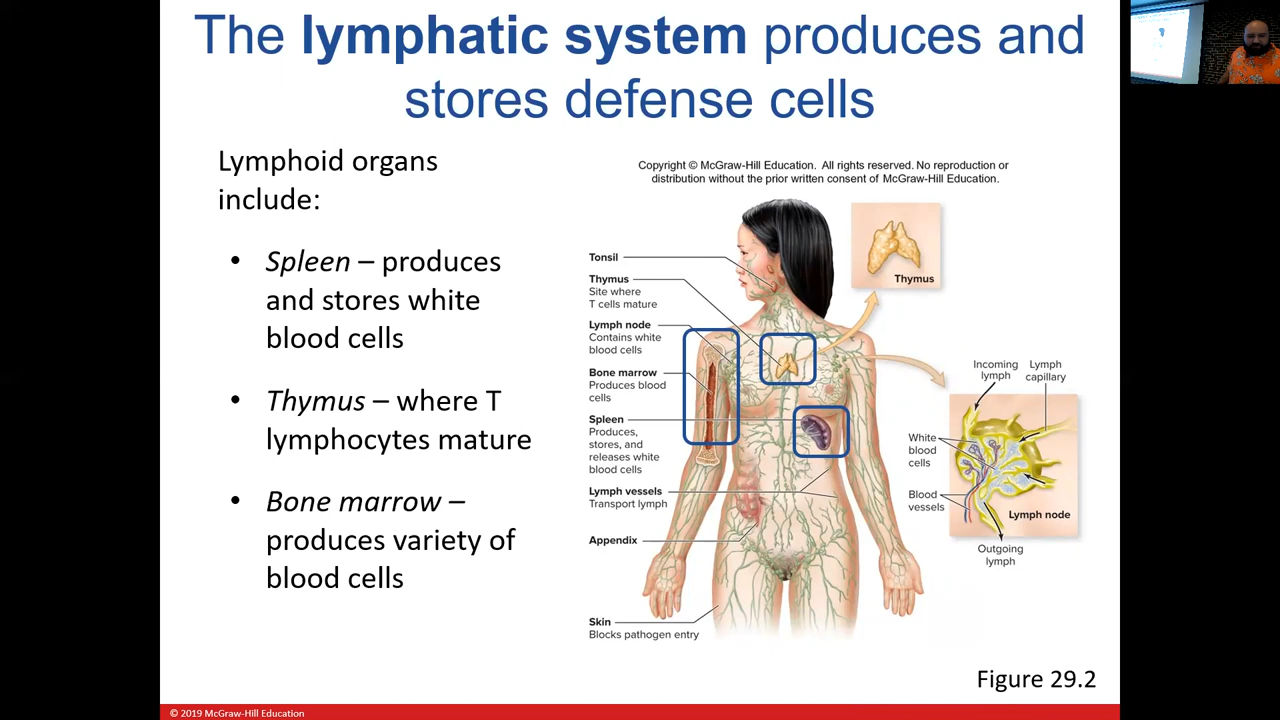 The lymphatic system produces and
stores defense cells
Lymphoid organs
include:
• Spleen – produces
and stores white
blood cells
• Thymus – where T
lymphocytes mature
• Bone marrow –
produces variety of
blood cells
Copyright © McGraw-Hill Education. All rights reserved. No reproduction or
distribution without the prior written consent of McGraw-Hill Education.
Tonsil
Thymus
Site where
T cells mature
Lymph node
Contains white
blood cells
Bone marrow
Produces blood
cells
Spleen
Produces,
stores, and
releases white
blood cells
Lymph vessels
Transport lymph
Appendix
Skin
Blocks pathogen entry
Thymus
Incoming
lymph
Lymph
capillary
White
blood
cells
Blood
vessels
Lymph node
Outgoing
lymph
Figure 29.2
© 2019 McGraw-Hill Education